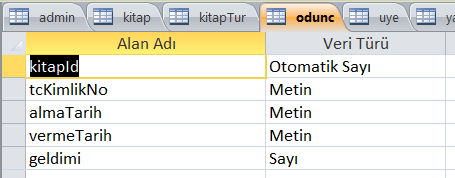 admin kitap kitapTur odunc uye
Alan Adı Veri Türü
kitapId Otomatik Sayı
tcKimlikNo Metin
almaTarih Metin
vermeTarih Metin
geldimi Sayı